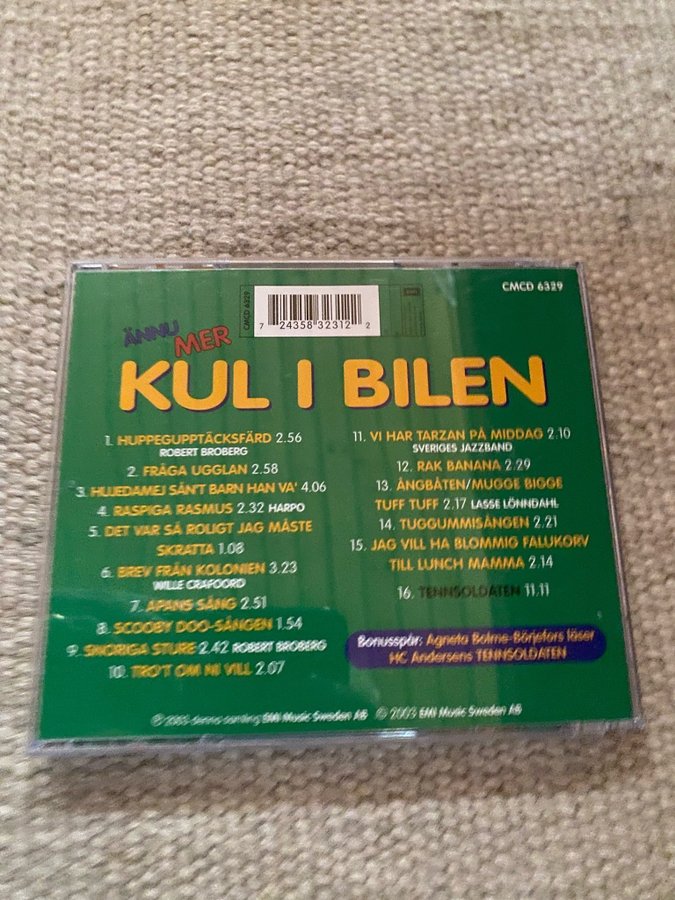 CMCD 6329
CMCD 6329
7 24358 32312 2
ÄNNU
MER
KUL I BILEN
1. HUPPEGUPPTÄCKSFÄRD 2.56
ROBERT BROBERG
2. FRÅGA UGGLAN 2.58
3. HUJEDAMEJ SÅN'T BARN HAN VA' 4.06
4. RASPIGA RASMUS 2.32 HARPO
5. DET VAR SÅ ROLIGT JAG MÅSTE
SKRATTA 1.08
6. BREV FRÅN KOLONIEN 3.23
WILLE CRAFOORD
7. APANS SÅNG 2.51
8. SCOOBY DOO-SÅNGEN 1.54
9. SNORIGA STURE 2.42 ROBERT BROBERG
10. TRO'T OM NI VILL 2.07
11. VI HAR TARZAN PÅ MIDDAG 2.10
SVERIGES JAZZBAND
12. RAK BANANA 2.29
13. ÅNGBÅTEN/MUGGE BIGGE
TUFF TUFF 2.17 LASSE LÖNNDAHL
14. TUGGUMMISÅNGEN 2.21
15. JAG VILL HA BLOMMIG FALUKORV
TILL LUNCH MAMMA 2.14
16. TENNSOLDATEN 11.11
Bonusspår: Agneta Bolme-Börjefors läser
HC Andersens TENNSOLDATEN
℗ 2003 denna samling EMI Music Sweden AB © 2003 EMI Music Sweden AB